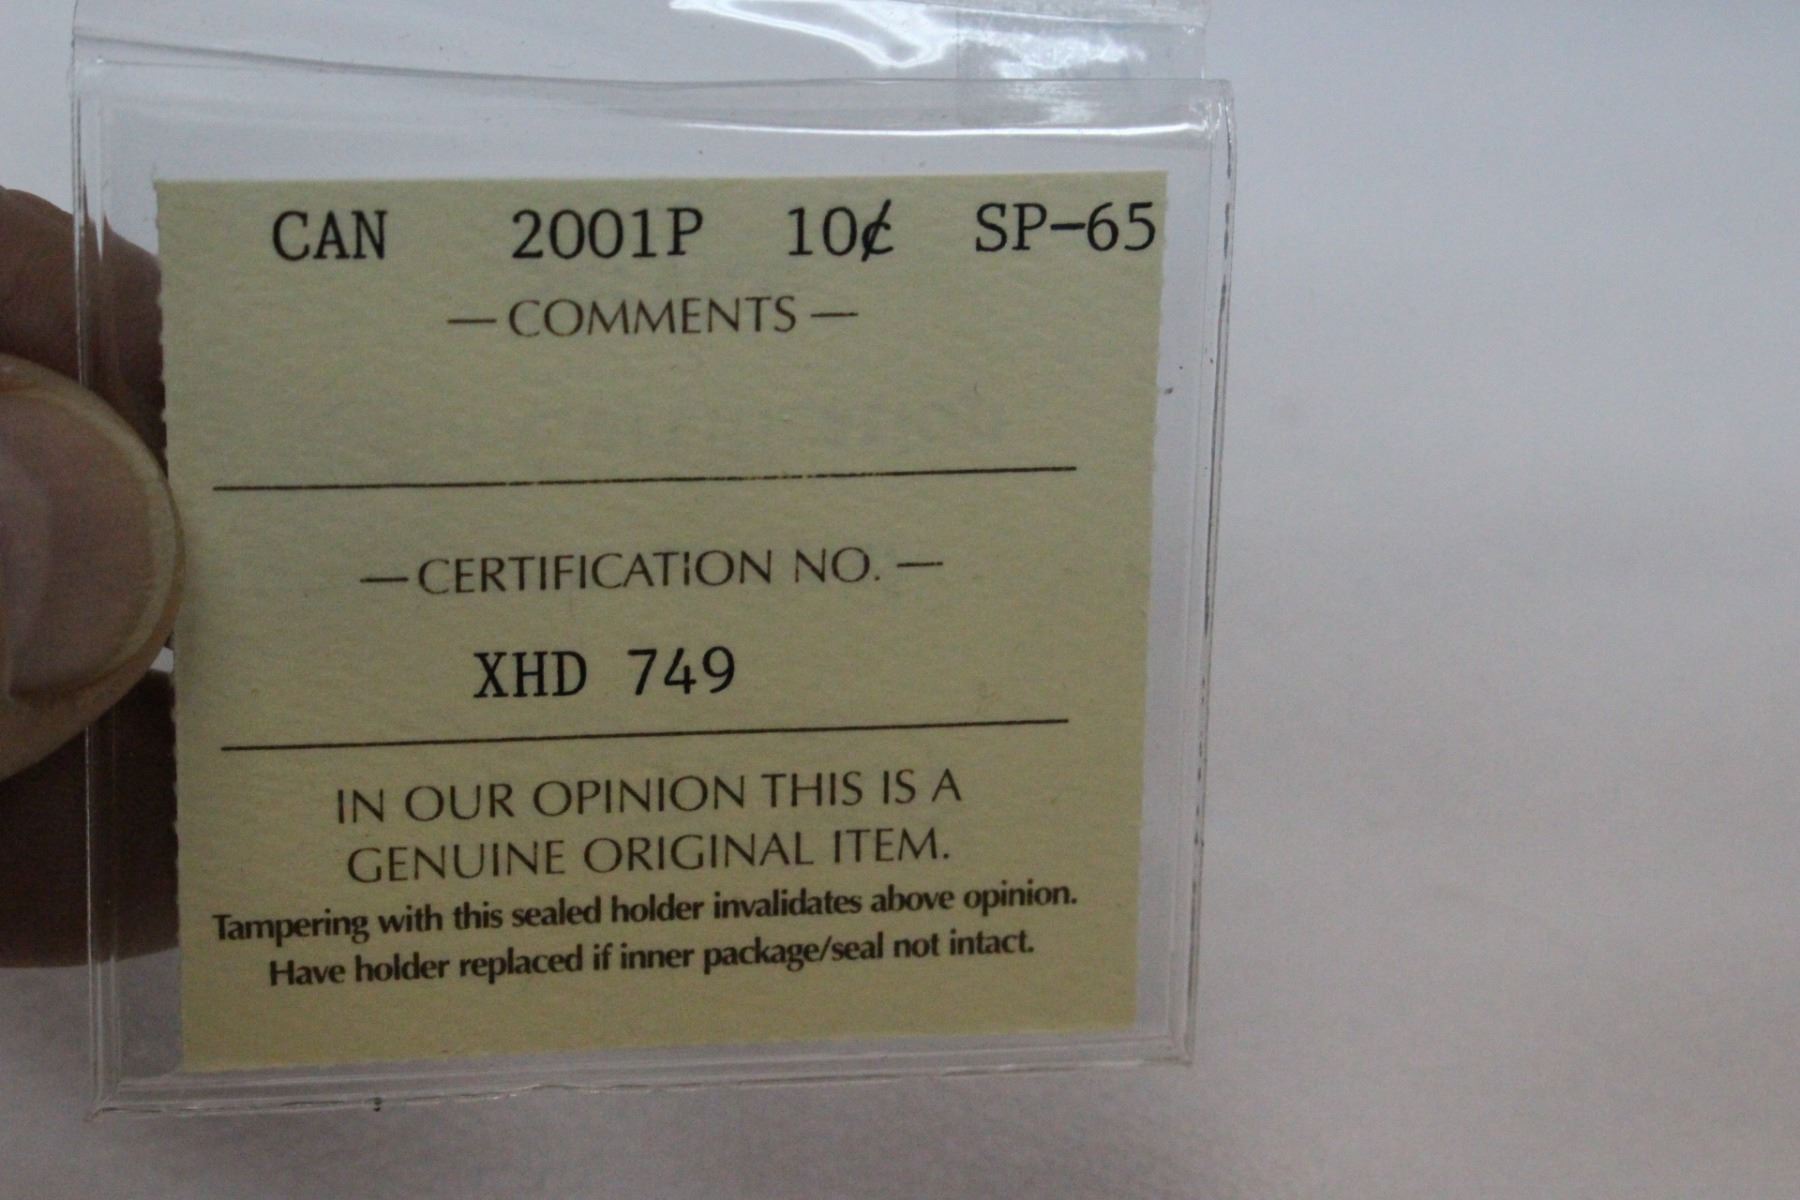 CAN 2001P 10¢ SP-65
— COMMENTS —
— CERTIFICATION NO. —
XHD 749
IN OUR OPINION THIS IS A
GENUINE ORIGINAL ITEM.
Tampering with this sealed holder invalidates above opinion.
Have holder replaced if inner package/seal not intact.